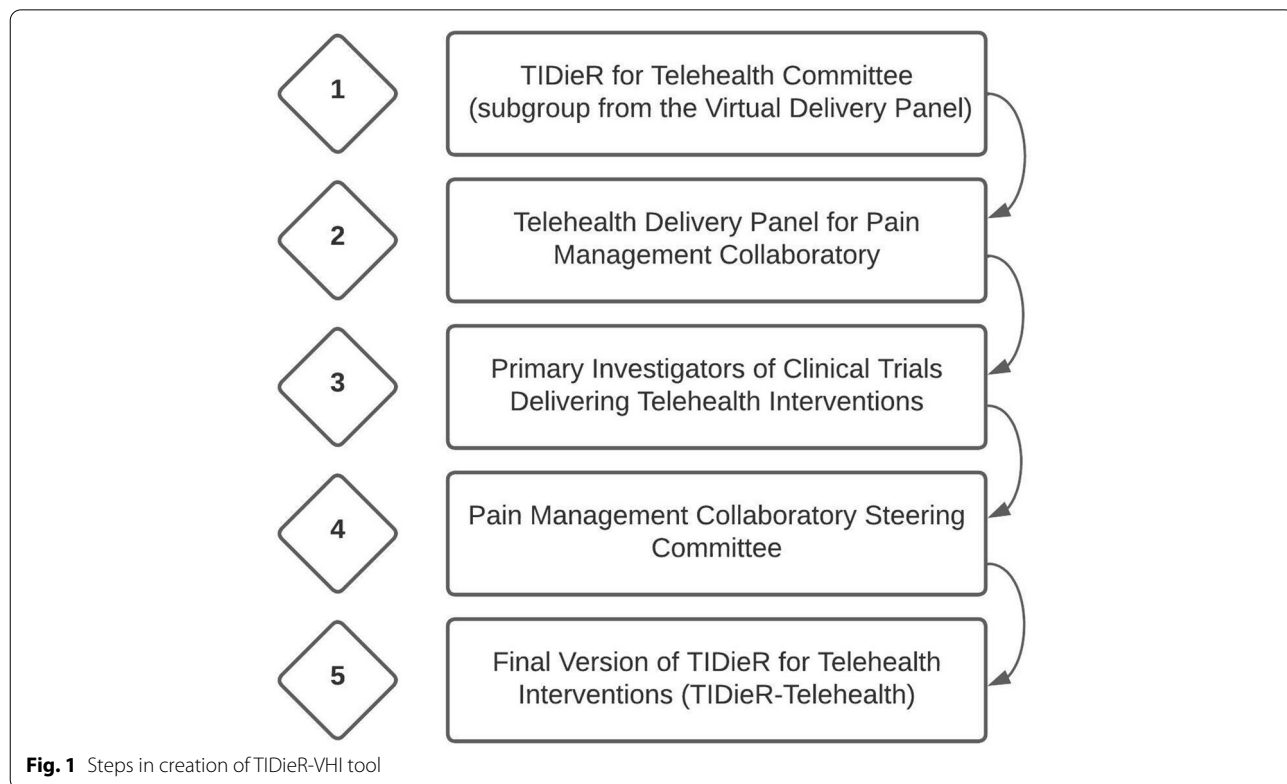 1
TIDieR for Telehealth Committee
(subgroup from the Virtual Delivery Panel)
2
Telehealth Delivery Panel for Pain
Management Collaboratory
3
Primary Investigators of Clinical Trials
Delivering Telehealth Interventions
4
Pain Management Collaboratory Steering
Committee
5
Final Version of TIDieR for Telehealth
Interventions (TIDieR-Telehealth)
Fig. 1 Steps in creation of TIDieR-VHI tool